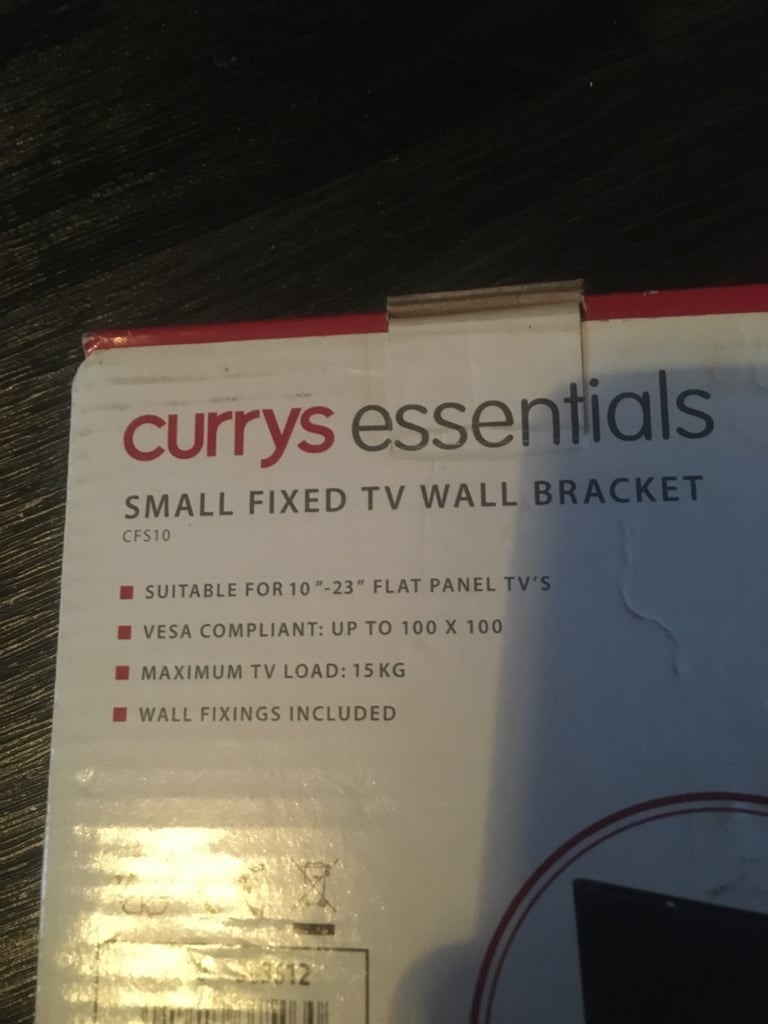 currys essentials
SMALL FIXED TV WALL BRACKET
CFS10
SUITABLE FOR 10"-23" FLAT PANEL TV'S
VESA COMPLIANT: UP TO 100 X 100
MAXIMUM TV LOAD: 15KG
WALL FIXINGS INCLUDED